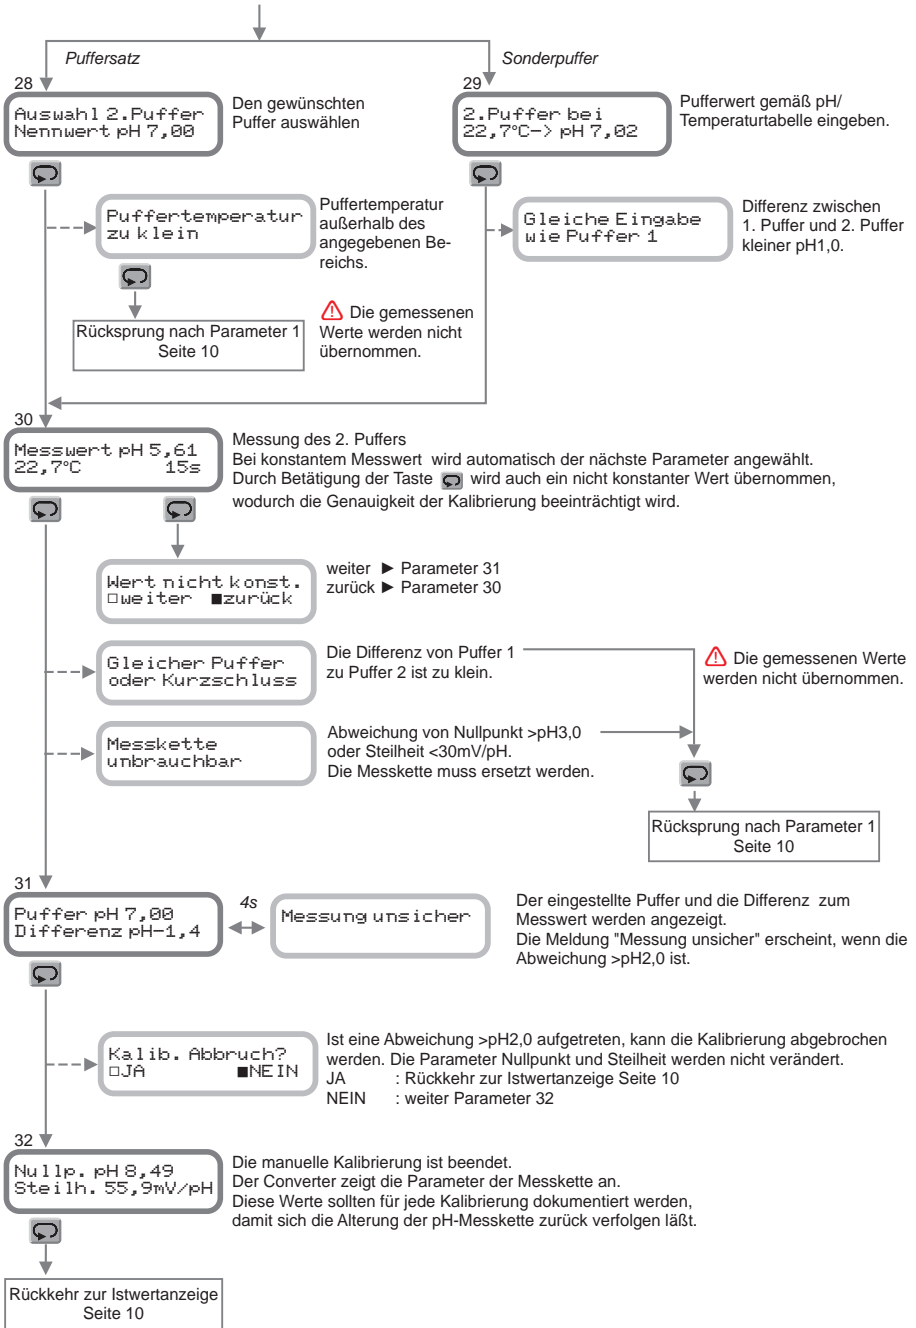 Puffersatz
Sonderpuffer
28
Auswahl 2.Puffer
Nennwert pH 7,00
Den gewünschten
Puffer auswählen
29
2.Puffer bei
22,7°C-> pH 7,02
Pufferwert gemäß pH/
Temperaturtabelle eingeben.
Puffertemperatur
zu klein
Puffertemperatur
außerhalb des
angegebenen Be-
reichs.
Gleiche Eingabe
wie Puffer 1
Differenz zwischen
1. Puffer und 2. Puffer
kleiner pH1,0.
Rücksprung nach Parameter 1
Seite 10
Die gemessenen
Werte werden nicht
übernommen.
30
Messwert pH 5,61
22,7°C 15s
Messung des 2. Puffers
Bei konstantem Messwert wird automatisch der nächste Parameter angewählt.
Durch Betätigung der Taste wird auch ein nicht konstanter Wert übernommen,
wodurch die Genauigkeit der Kalibrierung beeinträchtigt wird.
Wert nicht konst.
□weiter ■zurück
weiter ► Parameter 31
zurück ► Parameter 30
Gleicher Puffer
oder Kurzschluss
Die Differenz von Puffer 1
zu Puffer 2 ist zu klein.
Die gemessenen Werte
werden nicht übernommen.
Messkette
unbrauchbar
Abweichung von Nullpunkt >pH3,0
oder Steilheit <30mV/pH.
Die Messkette muss ersetzt werden.
Rücksprung nach Parameter 1
Seite 10
31
Puffer pH 7,00
Differenz pH-1,4
4s
Messung unsicher
Der eingestellte Puffer und die Differenz zum
Messwert werden angezeigt.
Die Meldung "Messung unsicher" erscheint, wenn die
Abweichung >pH2,0 ist.
Kalib. Abbruch?
□JA ■NEIN
Ist eine Abweichung >pH2,0 aufgetreten, kann die Kalibrierung abgebrochen
werden. Die Parameter Nullpunkt und Steilheit werden nicht verändert.
JA : Rückkehr zur Istwertanzeige Seite 10
NEIN : weiter Parameter 32
32
Nullp. pH 8,49
Steilh. 55,9mV/pH
Die manuelle Kalibrierung ist beendet.
Der Converter zeigt die Parameter der Messkette an.
Diese Werte sollten für jede Kalibrierung dokumentiert werden,
damit sich die Alterung der pH-Messkette zurück verfolgen läßt.
Rückkehr zur Istwertanzeige
Seite 10